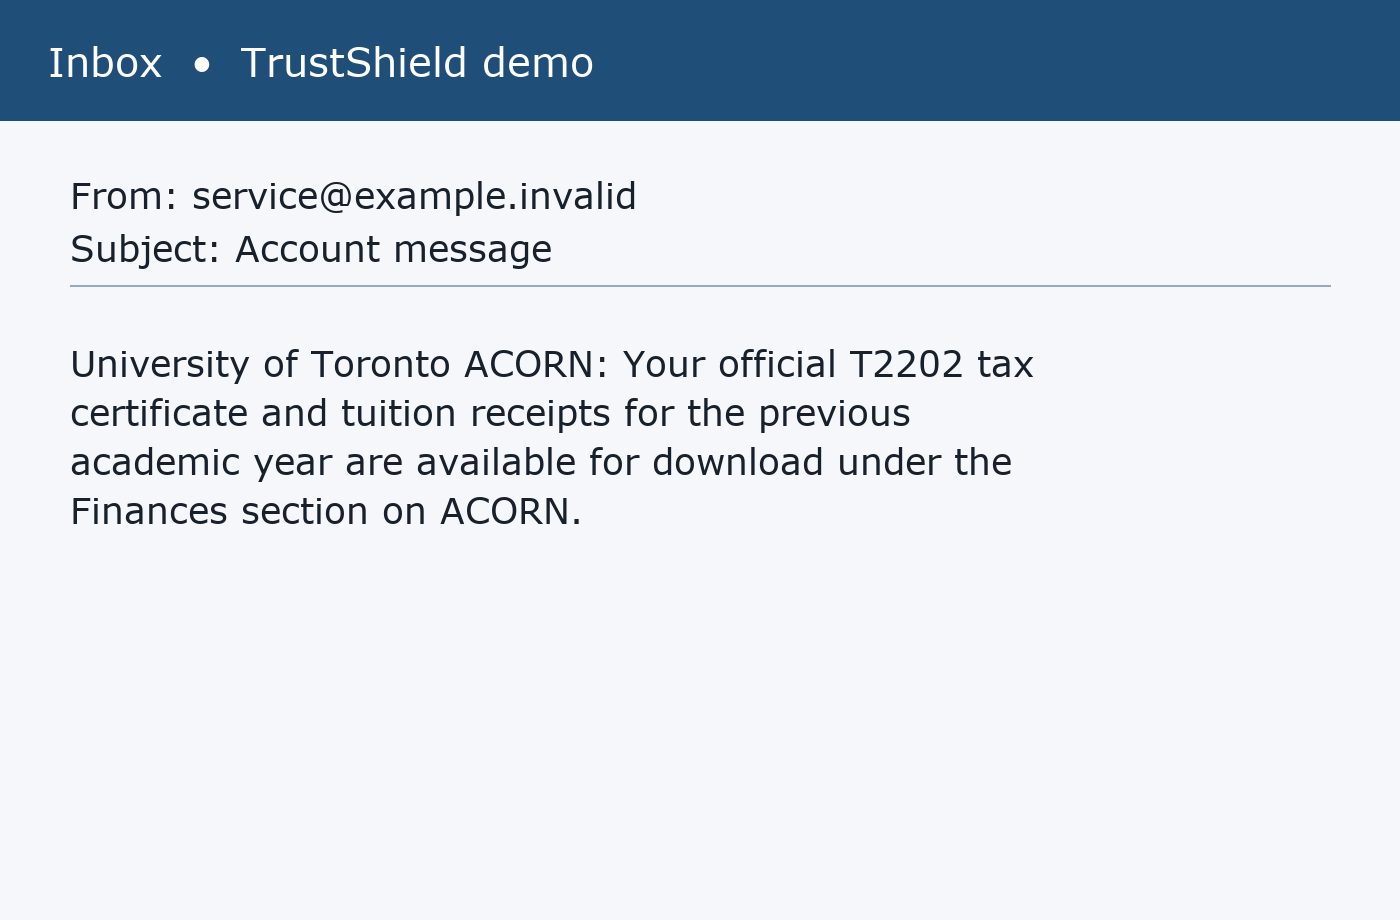 Inbox • TrustShield demo
From: service@example.invalid
Subject: Account message
University of Toronto ACORN: Your official T2202 tax
certificate and tuition receipts for the previous
academic year are available for download under the
Finances section on ACORN.